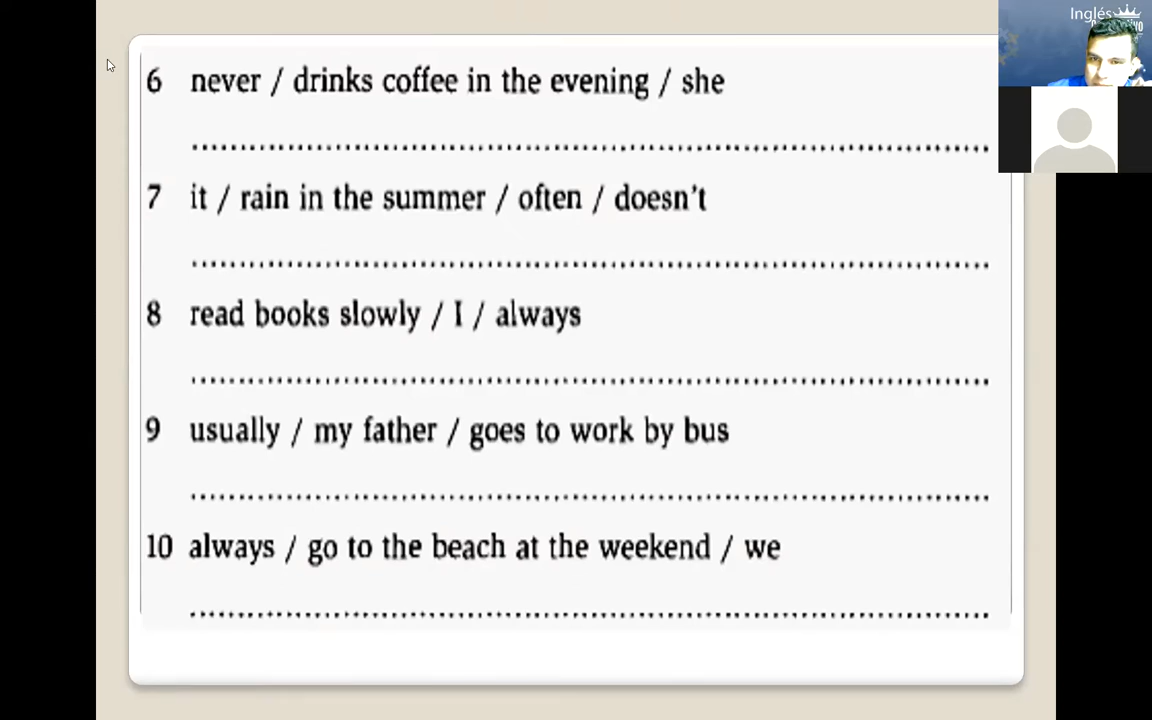 Inglés
6 never / drinks coffee in the evening / she
7 it / rain in the summer / often / doesn't
8 read books slowly / I / always
9 usually / my father / goes to work by bus
10 always / go to the beach at the weekend / we